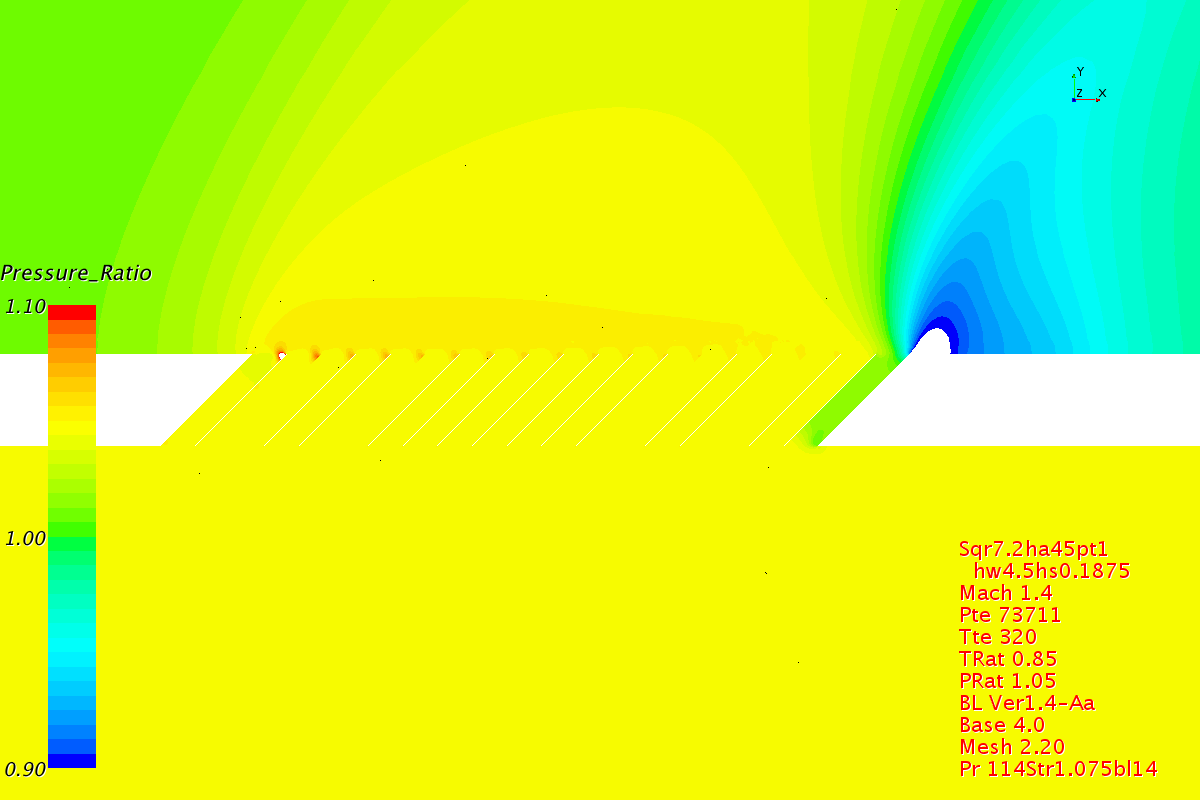 Y
Z X
Pressure_Ratio
1.10
1.00
0.90
Sqr7.2ha45pt1
hw4.5hs0.1875
Mach 1.4
Pte 73711
Tte 320
TRat 0.85
PRat 1.05
BL Ver1.4-Aa
Base 4.0
Mesh 2.20
Pr 114Str1.075bl14